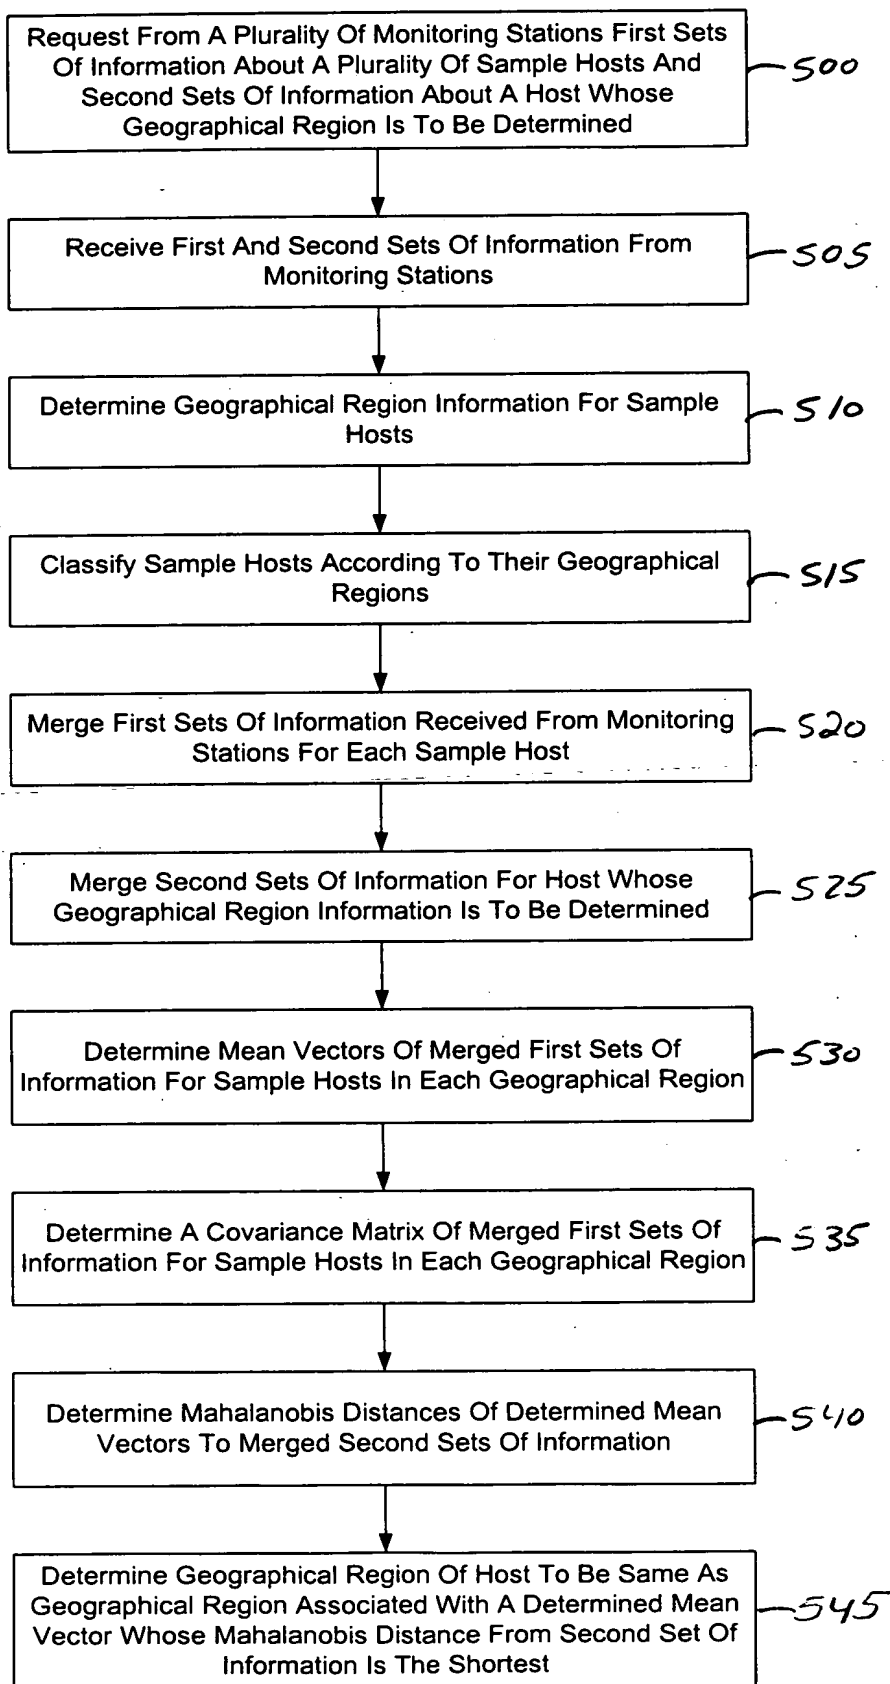 Request From A Plurality Of Monitoring Stations First Sets
Of Information About A Plurality Of Sample Hosts And
Second Sets Of Information About A Host Whose
Geographical Region Is To Be Determined
500
Receive First And Second Sets Of Information From
Monitoring Stations
505
Determine Geographical Region Information For Sample
Hosts
510
Classify Sample Hosts According To Their Geographical
Regions
515
Merge First Sets Of Information Received From Monitoring
Stations For Each Sample Host
520
Merge Second Sets Of Information For Host Whose
Geographical Region Information Is To Be Determined
525
Determine Mean Vectors Of Merged First Sets Of
Information For Sample Hosts In Each Geographical Region
530
Determine A Covariance Matrix Of Merged First Sets Of
Information For Sample Hosts In Each Geographical Region
535
Determine Mahalanobis Distances Of Determined Mean
Vectors To Merged Second Sets Of Information
540
Determine Geographical Region Of Host To Be Same As
Geographical Region Associated With A Determined Mean
Vector Whose Mahalanobis Distance From Second Set Of
Information Is The Shortest
545